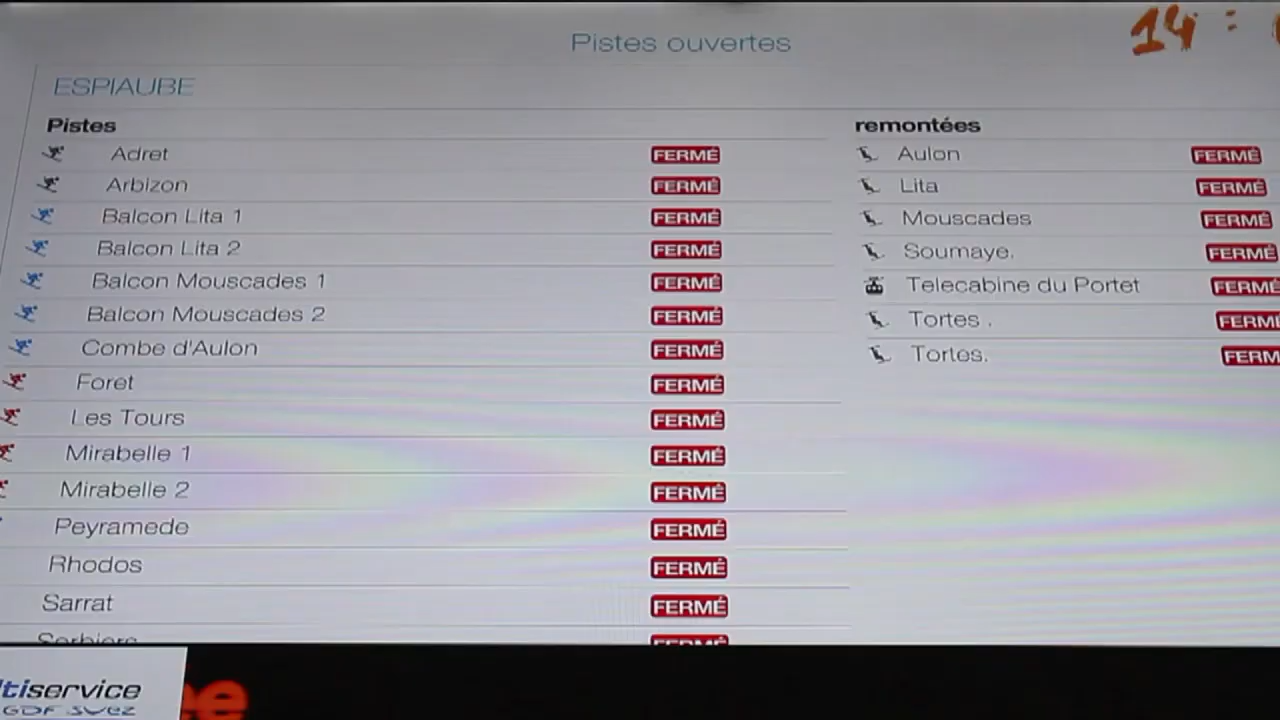 Pistes ouvertes
14 :
ESPIAUBE
Pistes
Adret FERMÉ
Arbizon FERMÉ
Balcon Lita 1 FERMÉ
Balcon Lita 2 FERMÉ
Balcon Mouscades 1 FERMÉ
Balcon Mouscades 2 FERMÉ
Combe d'Aulon FERMÉ
Foret FERMÉ
Les Tours FERMÉ
Mirabelle 1 FERMÉ
Mirabelle 2 FERMÉ
Peyramede FERMÉ
Rhodos FERMÉ
Sarrat FERMÉ
remontées
Aulon FERMÉ
Lita FERMÉ
Mouscades FERMÉ
Soumaye. FERMÉ
Telecabine du Portet FERMÉ
Tortes . FERM
Tortes. FERM
tiservice
GDF SUEZ